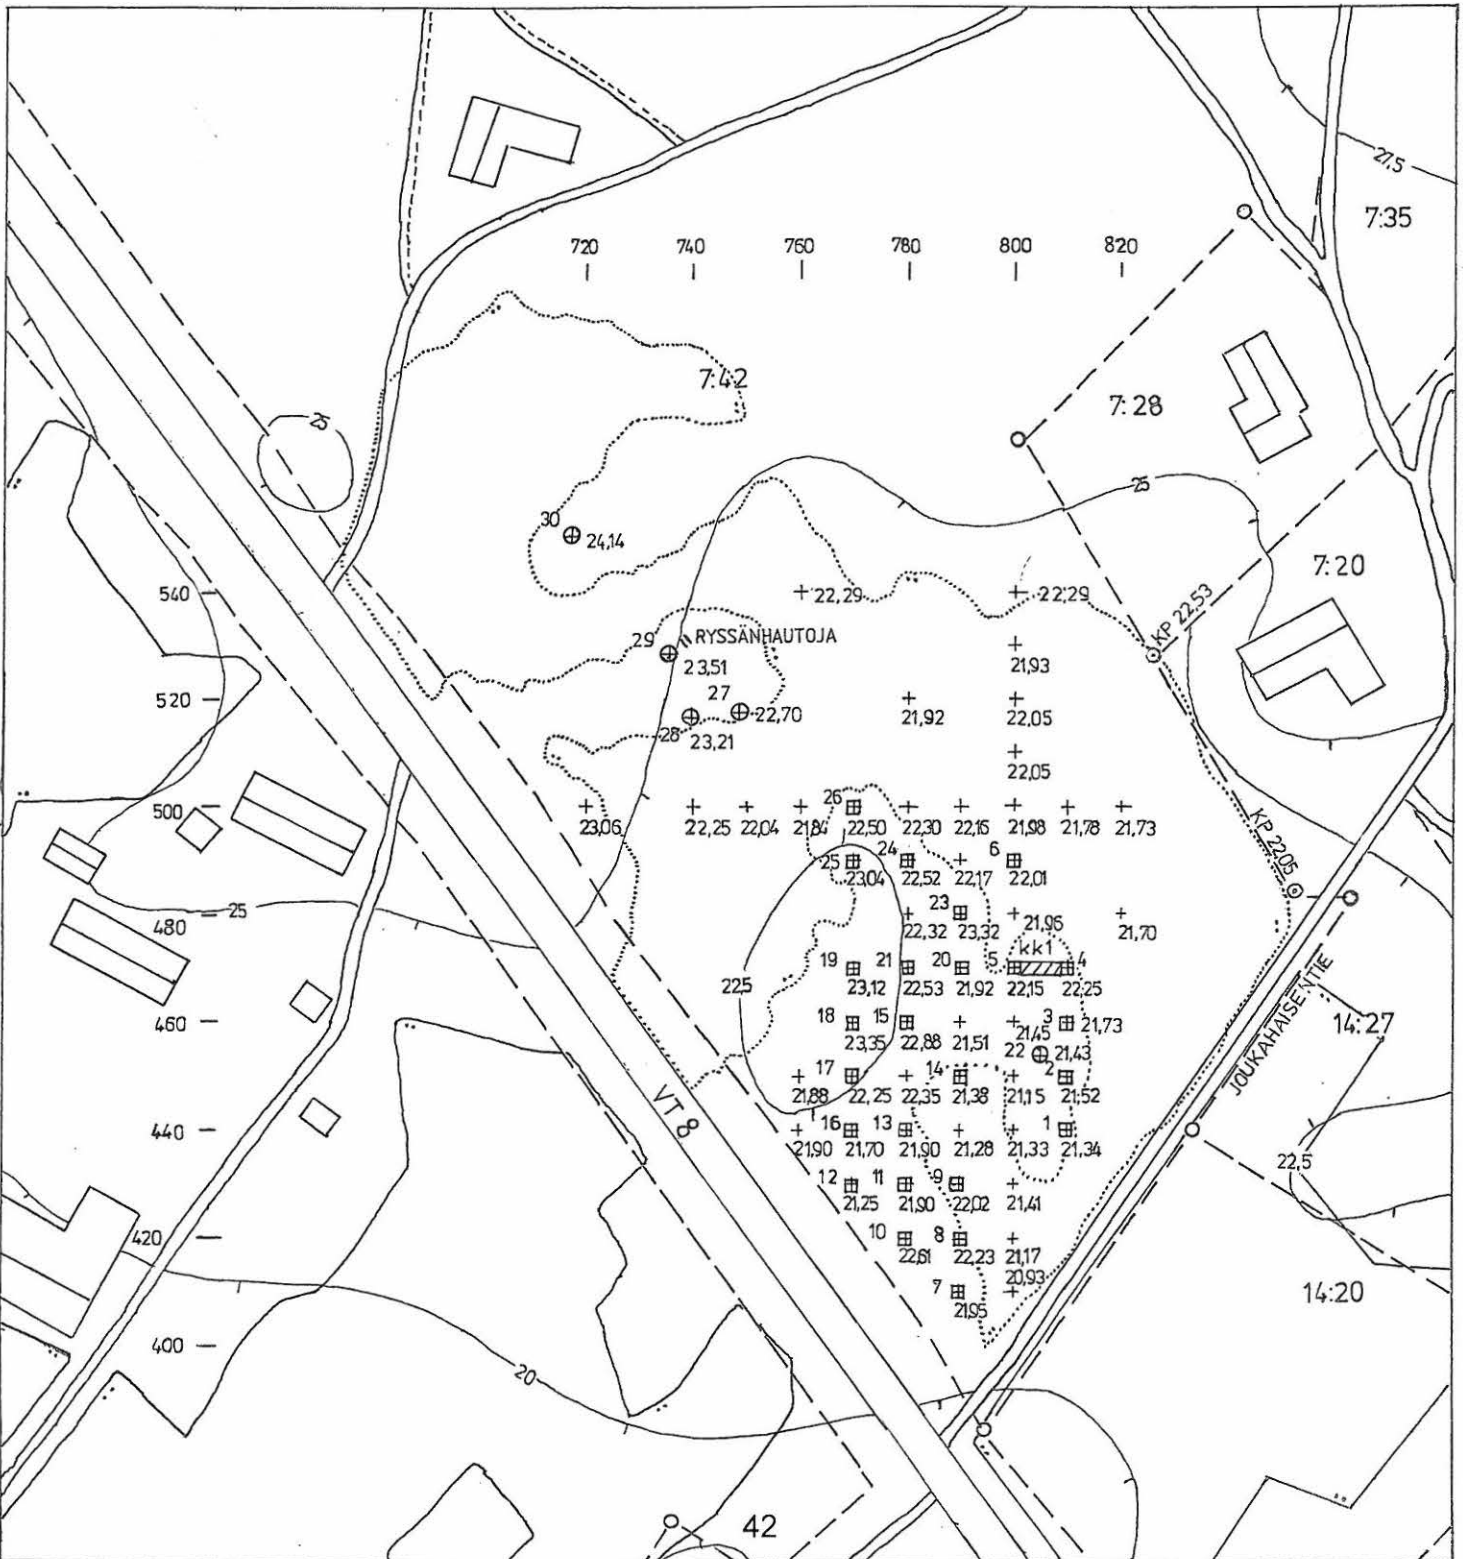 27,5
7:35
720 740 760 780 800 820
7:42
25
7:28
25
30
24,14
7:20
540
22,29 22,29
KP 22,53
29
RYSSÄNHAUTOJA
23,51
21,93
27
520
22,70
21,92 22,05
28
23,21
22,05
500
26
23,06 22,25 22,04 21,84 22,50 22,30 22,16 21,98 21,78 21,73
KP 22,05
25 24 6
23,04 22,52 22,17 22,01
480
25
23
22,32 23,32 21,96 21,70
kk1
19 21 20 5 4
22,5
23,12 22,53 21,92 22,15 22,25
460
18 15 3
23,35 22,88 21,51 21,45 21,73
JOUKAHAISENTIE
14:27
22 21,43
17 14 2
21,88 22,25 22,35 21,38 21,15 21,52
VT 8
440
16 13 1
21,90 21,70 21,90 21,28 21,33 21,34
22,5
12 11 9
21,25 21,90 22,02 21,41
420
10 8
22,61 22,23 21,17
20,93
7
21,95
14:20
400
20
42